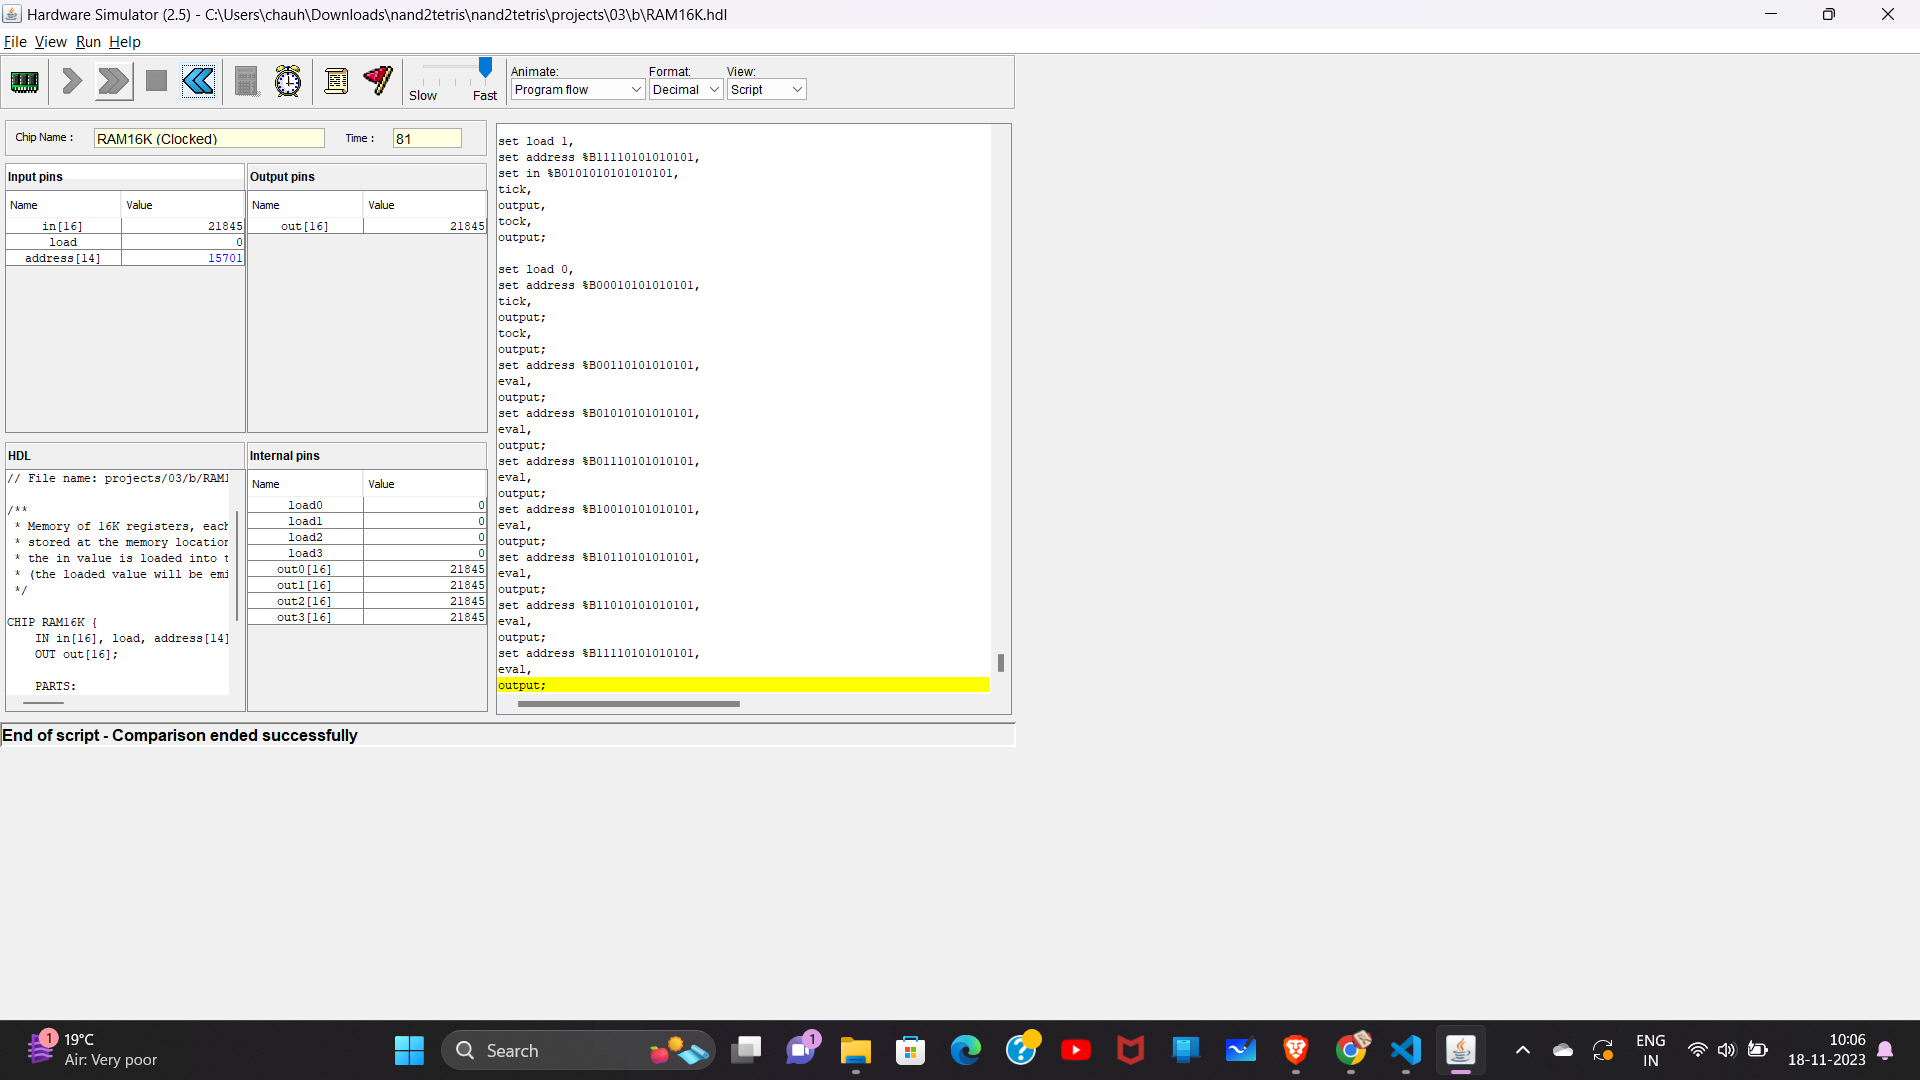 Hardware Simulator (2.5) - C:\Users\chauh\Downloads\nand2tetris\nand2tetris\projects\03\b\RAM16K.hdl
File View Run Help
Slow Fast
Animate: Format: View:
Program flow Decimal Script
Chip Name : RAM16K (Clocked) Time : 81
Input pins
Name Value
in[16] 21845
load 0
address[14] 15701
Output pins
Name Value
out[16] 21845
HDL
// File name: projects/03/b/RAM1
/**
* Memory of 16K registers, each
* stored at the memory location
* the in value is loaded into t
* (the loaded value will be emi
*/
CHIP RAM16K {
IN in[16], load, address[14]
OUT out[16];
PARTS:
Internal pins
Name Value
load0 0
load1 0
load2 0
load3 0
out0[16] 21845
out1[16] 21845
out2[16] 21845
out3[16] 21845
set load 1,
set address %B11110101010101,
set in %B0101010101010101,
tick,
output,
tock,
output;
set load 0,
set address %B00010101010101,
tick,
output;
tock,
output;
set address %B00110101010101,
eval,
output;
set address %B01010101010101,
eval,
output;
set address %B01110101010101,
eval,
output;
set address %B10010101010101,
eval,
output;
set address %B10110101010101,
eval,
output;
set address %B11010101010101,
eval,
output;
set address %B11110101010101,
eval,
output;
End of script - Comparison ended successfully
1
19°C
Air: Very poor
Search
1
ENG
IN
10:06
18-11-2023